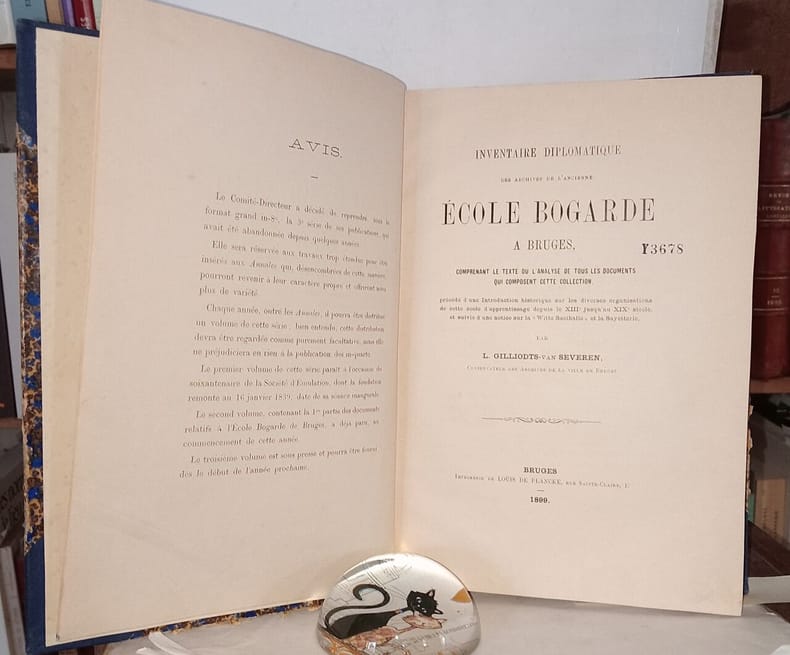 AVIS.
Le Comité-Directeur a décidé de reprendre, sous le
format grand in-8°, la 3e série de ses publications, qui
avait été abandonnée depuis quelques années.
Elle sera réservée aux travaux trop étendus pour être
insérés aux Annales qui, désencombrées de cette manière,
pourront revenir à leur caractère propre et offriront
plus de variété.
Chaque année, outre les Annales, il pourra être distribué
un volume de cette série; bien entendu, cette distribution
devra être regardée comme purement facultative, sans elle
ne préjudiciera en rien à la publication des in-quarto.
Le premier volume de cette série paraît à l'occasion du
soixantenaire de la Société d'Émulation, dont la fondation
remonte au 16 janvier 1839, date de sa séance inaugurale.
Le second volume, contenant la 1re partie des documents
relatifs à l'École Bogarde de Bruges, a déjà paru, au
commencement de cette année.
Le troisième volume est sous presse et pourra être fourni
dès le début de l'année prochaine.
INVENTAIRE DIPLOMATIQUE
DES ARCHIVES DE L'ANCIENNE
ÉCOLE BOGARDE
A BRUGES,
Y3678
COMPRENANT LE TEXTE OU L'ANALYSE DE TOUS LES DOCUMENTS
QUI COMPOSENT CETTE COLLECTION
précédé d'une Introduction historique sur les diverses organisations
de cette école d'apprentissage depuis le XIIIe jusqu'au XIXe siècle,
et suivie d'une notice sur la "Witte Saaihalle" et la Sayetterie,
PAR
L. GILLIODTS-VAN SEVEREN,
CONSERVATEUR DES ARCHIVES DE LA VILLE DE BRUGES
BRUGES
IMPRIMERIE DE LOUIS DE PLANCKE, RUE SAINTE-CLAIRE,
1899.